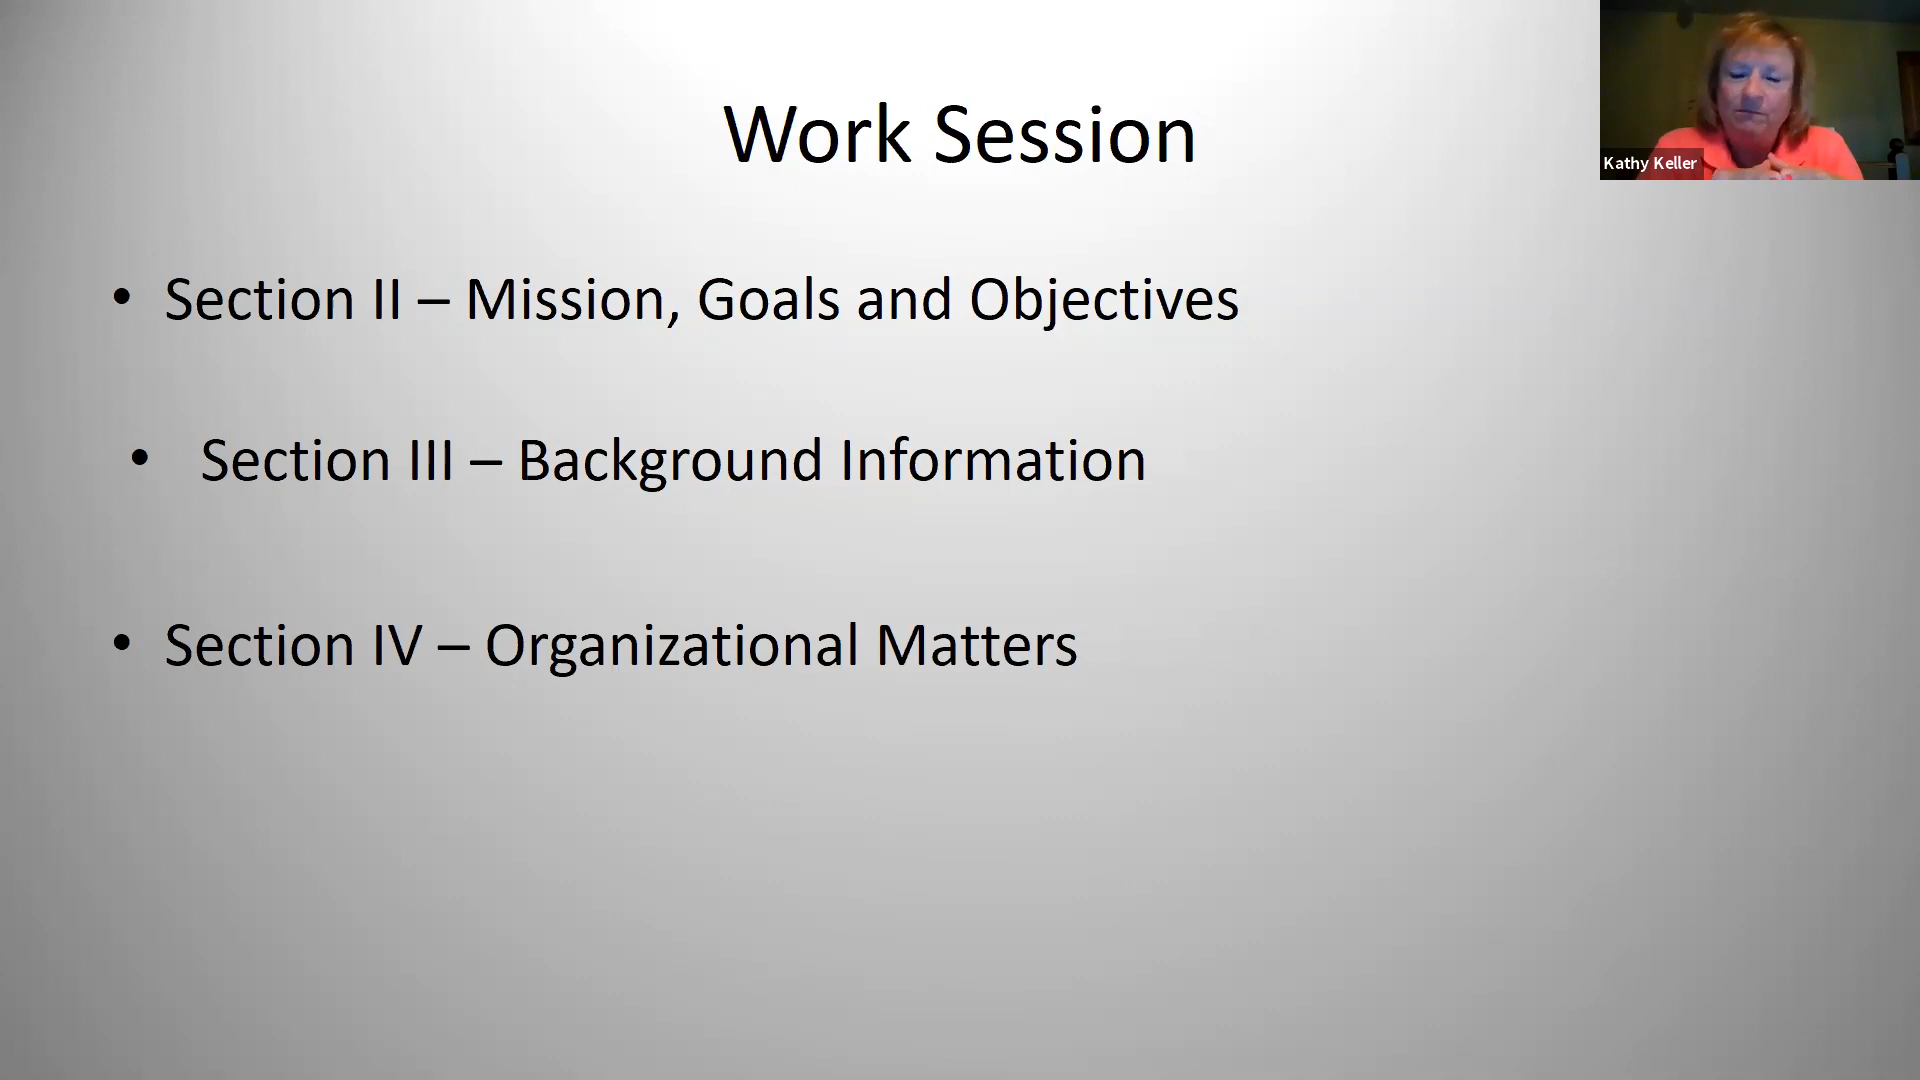 Work Session
Kathy Keller
• Section II – Mission, Goals and Objectives
• Section III – Background Information
• Section IV – Organizational Matters